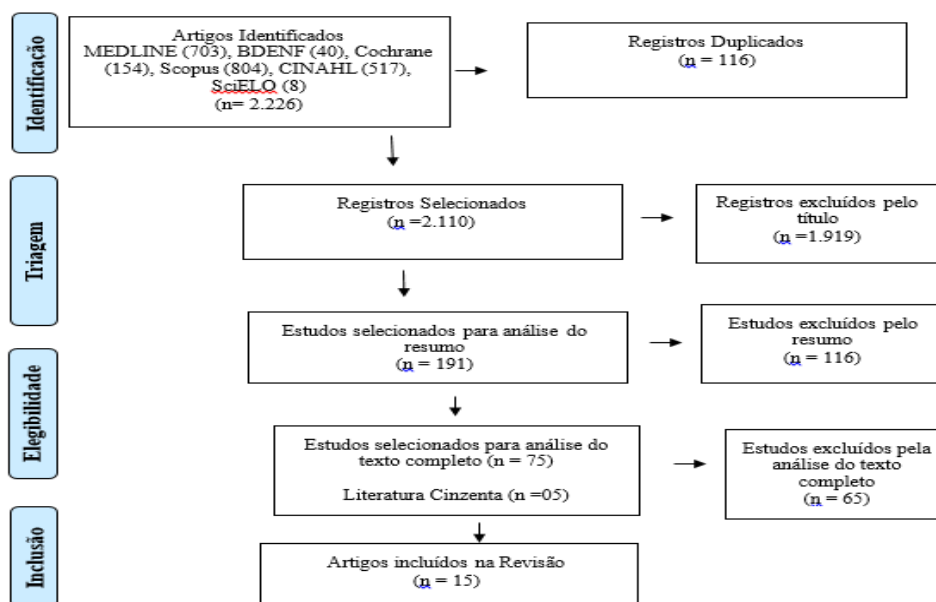 Identificação
Artigos Identificados
MEDLINE (703), BDENF (40), Cochrane
(154), Scopus (804), CINAHL (517),
SciELO (8)
(n= 2.226)
Registros Duplicados
(n = 116)
Triagem
Registros Selecionados
(n =2.110)
Registros excluídos pelo
título
(n =1.919)
Estudos selecionados para análise do
resumo
(n = 191)
Estudos excluídos pelo
resumo
(n = 116)
Elegibilidade
Estudos selecionados para análise do
texto completo (n = 75)
Literatura Cinzenta (n =05)
Estudos excluídos pela
análise do texto
completo
(n = 65)
Inclusão
Artigos incluídos na Revisão
(n = 15)